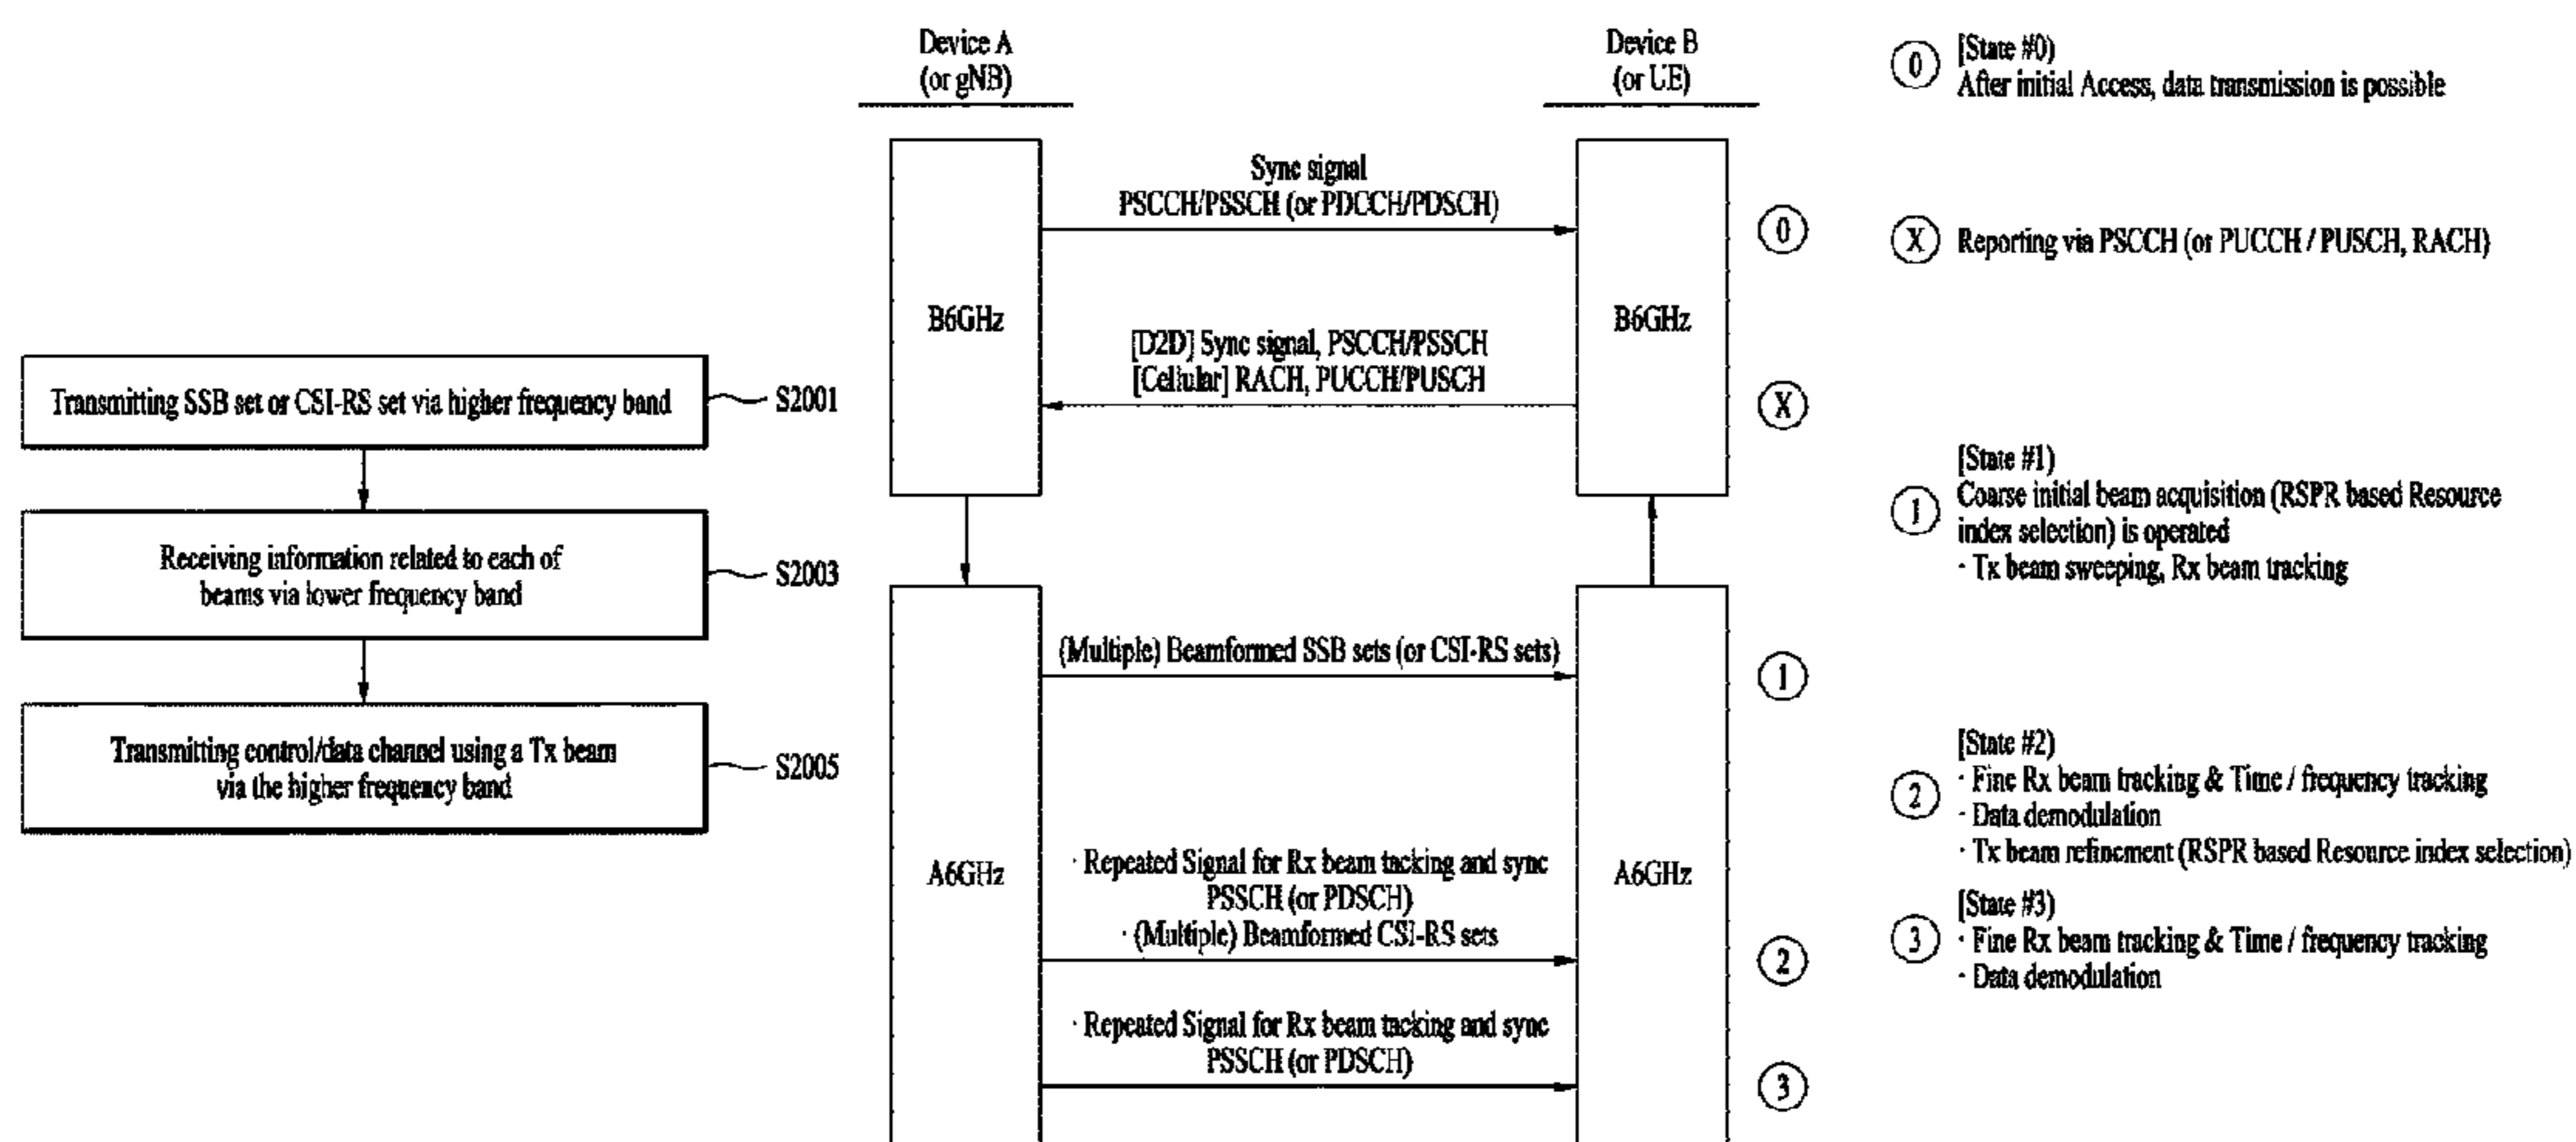 Transmitting SSB set or CSI-RS set via higher frequency band
S2001
Receiving information related to each of
beams via lower frequency band
S2003
Transmitting control/data channel using a Tx beam
via the higher frequency band
S2005
Device A
(or gNB)
Device B
(or UE)
B6GHz
Sync signal
PSCCH/PSSCH (or PDCCH/PDSCH)
0
[D2D] Sync signal, PSCCH/PSSCH
[Cellular] RACH, PUCCH/PUSCH
X
B6GHz
A6GHz
(Multiple) Beamformed SSB sets (or CSI-RS sets)
1
· Repeated Signal for Rx beam tacking and sync
PSSCH (or PDSCH)
· (Multiple) Beamformed CSI-RS sets
2
· Repeated Signal for Rx beam tacking and sync
PSSCH (or PDSCH)
3
A6GHz
0
[State #0)
After initial Access, data transmission is possible
X
Reporting via PSCCH (or PUCCH / PUSCH, RACH)
1
[State #1)
Coarse initial beam acquisition (RSPR based Resource
index selection) is operated
· Tx beam sweeping, Rx beam tracking
2
[State #2)
· Fine Rx beam tracking & Time / frequency tracking
· Data demodulation
· Tx beam refinement (RSPR based Resource index selection)
3
[State #3)
· Fine Rx beam tracking & Time / frequency tracking
· Data demodulation